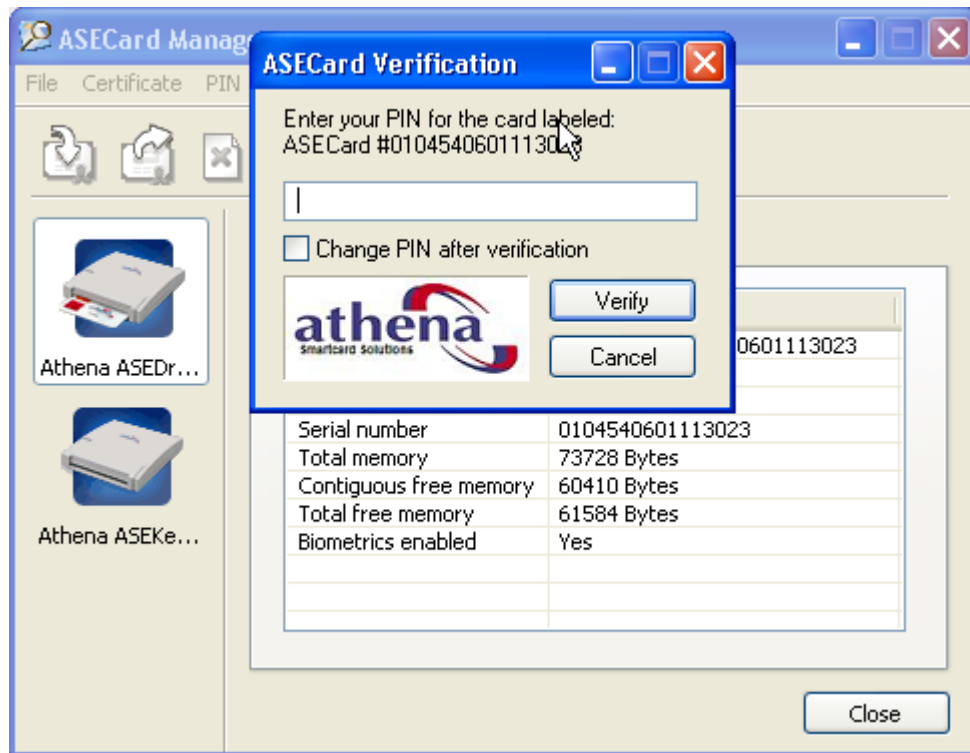 ASECard Manag
File Certificate PIN
ASECard Verification
Enter your PIN for the card labeled:
ASECard #0104540601113023
Change PIN after verification
athena
Smartcard Solutions
Verify
Cancel
Athena ASEDr...
Athena ASEKe...
0601113023
Serial number 0104540601113023
Total memory 73728 Bytes
Contiguous free memory 60410 Bytes
Total free memory 61584 Bytes
Biometrics enabled Yes
Close